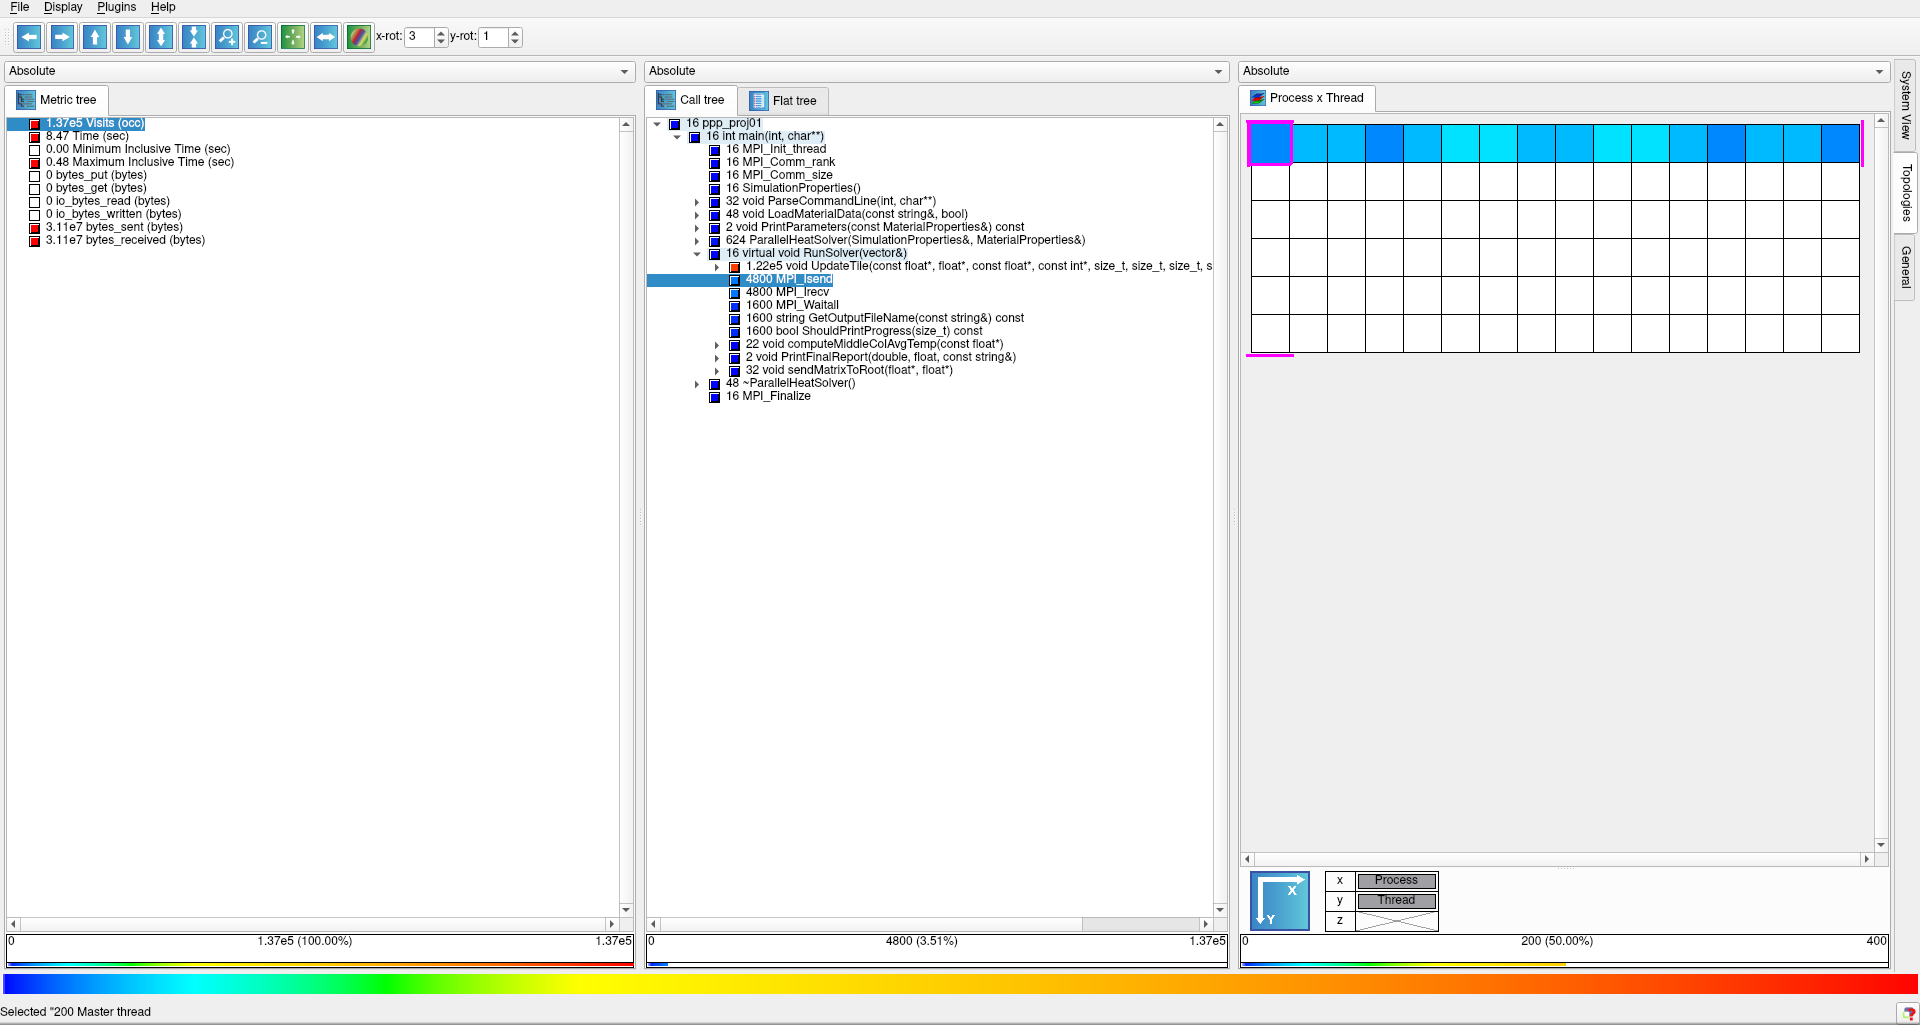 File Display Plugins Help
x-rot: 3 y-rot: 1
Absolute
Metric tree
1.37e5 Visits (occ)
8.47 Time (sec)
0.00 Minimum Inclusive Time (sec)
0.48 Maximum Inclusive Time (sec)
0 bytes_put (bytes)
0 bytes_get (bytes)
0 io_bytes_read (bytes)
0 io_bytes_written (bytes)
3.11e7 bytes_sent (bytes)
3.11e7 bytes_received (bytes)
0 1.37e5 (100.00%) 1.37e5
Absolute
Call tree Flat tree
16 ppp_proj01
16 int main(int, char**)
16 MPI_Init_thread
16 MPI_Comm_rank
16 MPI_Comm_size
16 SimulationProperties()
32 void ParseCommandLine(int, char**)
48 void LoadMaterialData(const string&, bool)
2 void PrintParameters(const MaterialProperties&) const
624 ParallelHeatSolver(SimulationProperties&, MaterialProperties&)
16 virtual void RunSolver(vector&)
1.22e5 void UpdateTile(const float*, float*, const float*, const int*, size_t, size_t, size_t, s
4800 MPI_Isend
4800 MPI_Irecv
1600 MPI_Waitall
1600 string GetOutputFileName(const string&) const
1600 bool ShouldPrintProgress(size_t) const
22 void computeMiddleColAvgTemp(const float*)
2 void PrintFinalReport(double, float, const string&)
32 void sendMatrixToRoot(float*, float*)
48 ~ParallelHeatSolver()
16 MPI_Finalize
0 4800 (3.51%) 1.37e5
Absolute
Process x Thread
X
Y
x Process
y Thread
z
0 200 (50.00%) 400
System View
Topologies
General
Selected "200 Master thread